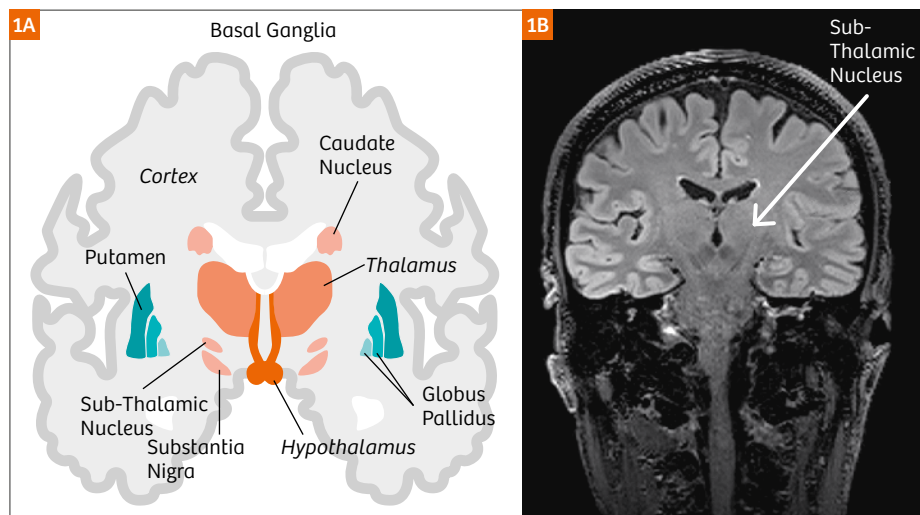 1A
Basal Ganglia
Caudate
Nucleus
Cortex
Putamen
Thalamus
Sub-Thalamic
Nucleus
Substantia
Nigra
Hypothalamus
Globus
Pallidus
1B
Sub-
Thalamic
Nucleus